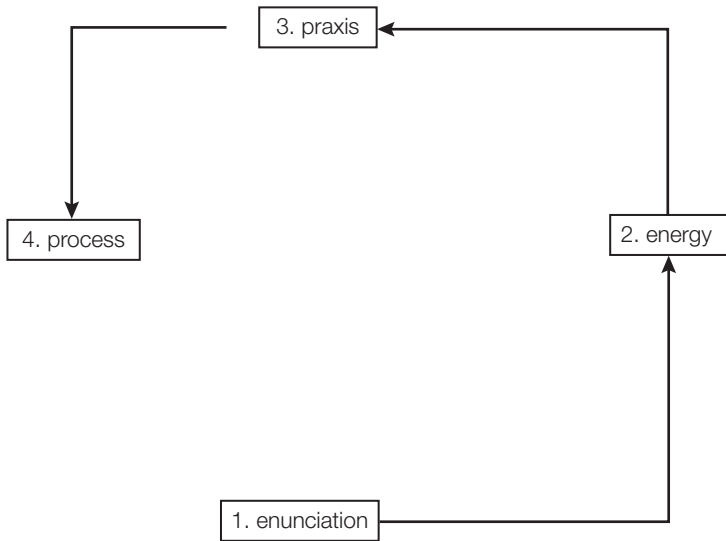 3. praxis
4. process
2. energy
1. enunciation